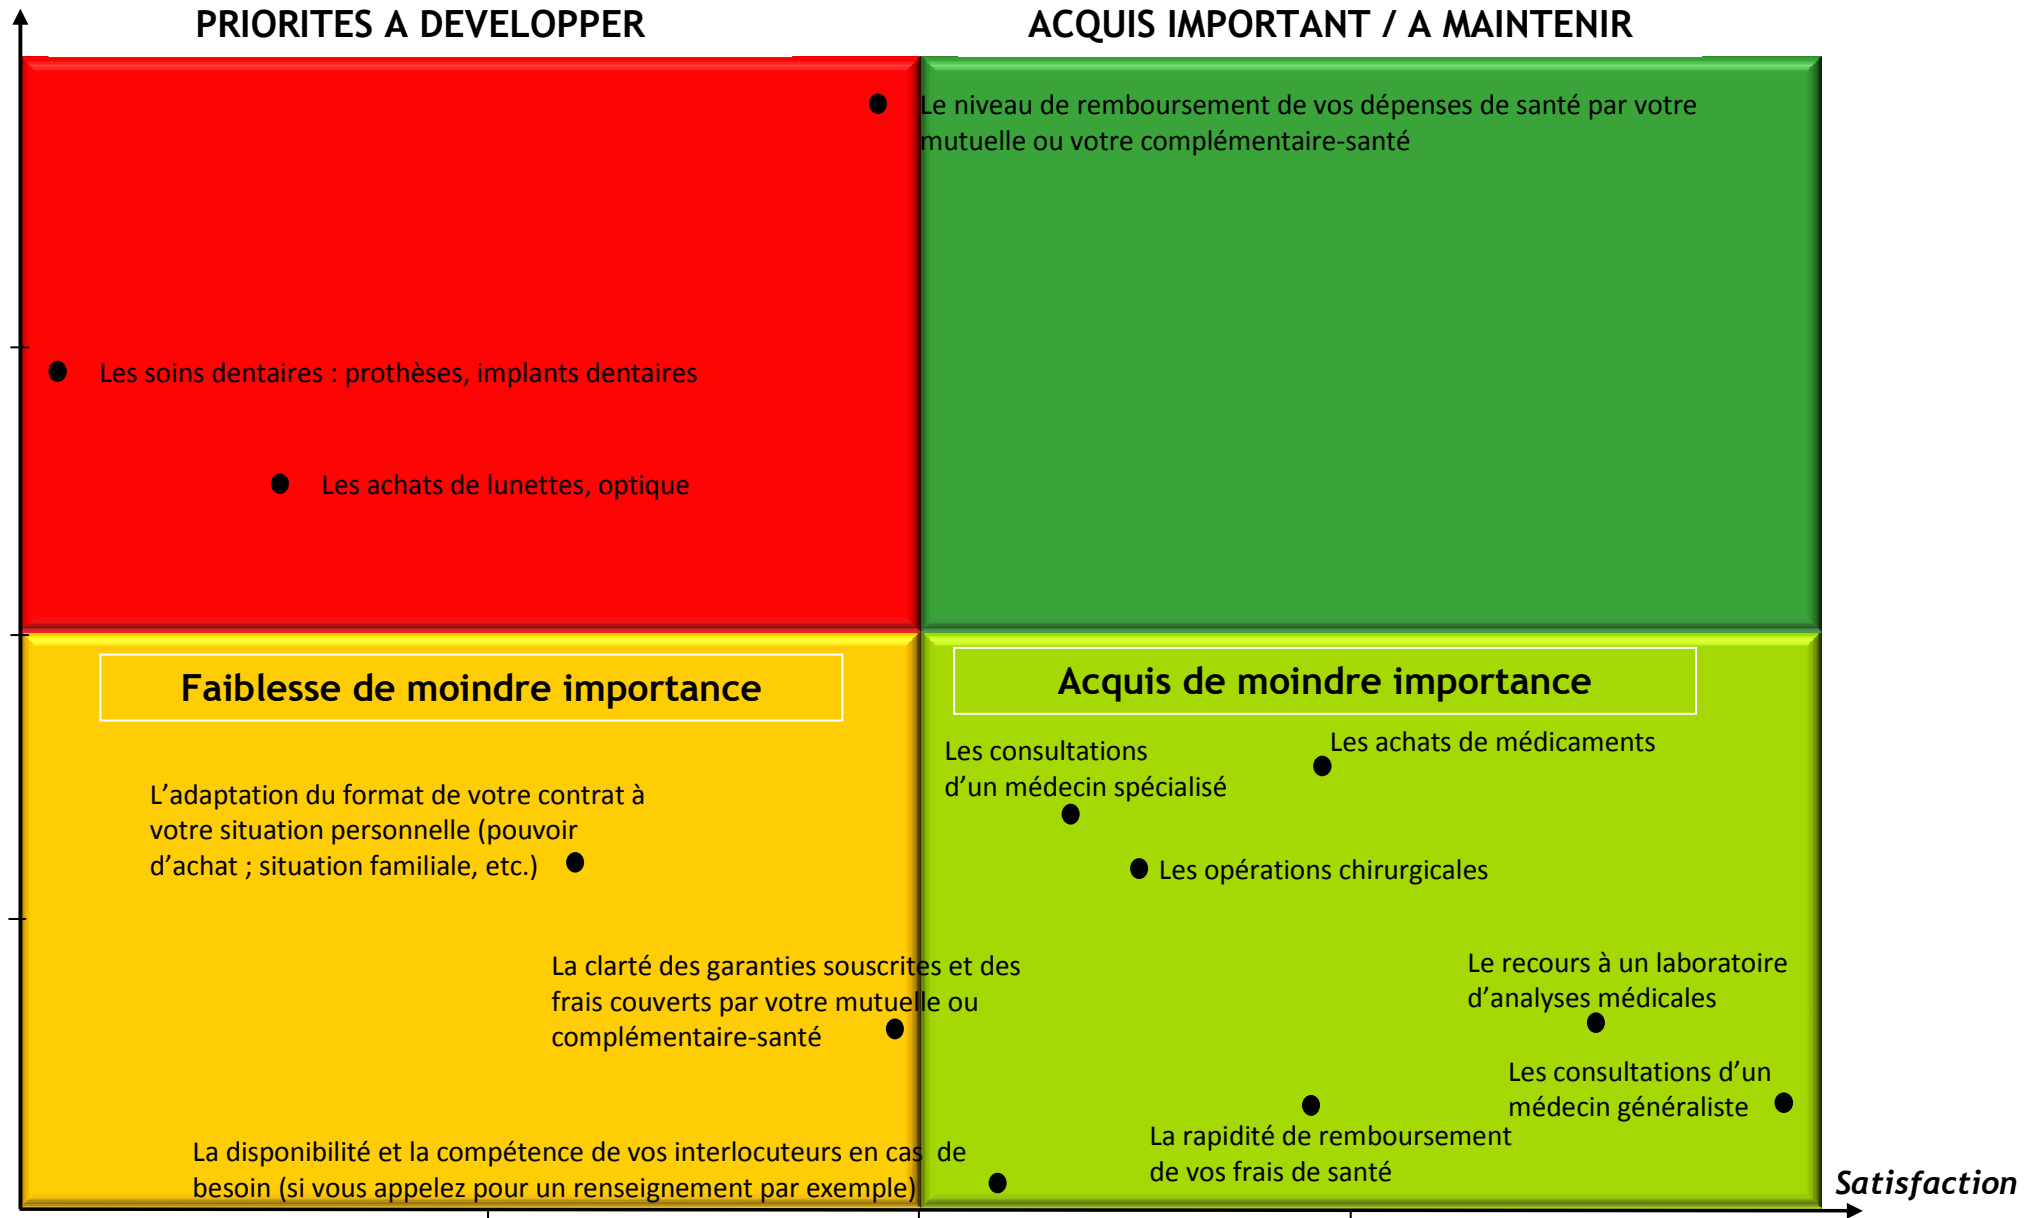 PRIORITES A DEVELOPPER
ACQUIS IMPORTANT / A MAINTENIR
Le niveau de remboursement de vos dépenses de santé par votre
mutuelle ou votre complémentaire-santé
Les soins dentaires : prothèses, implants dentaires
Les achats de lunettes, optique
Faiblesse de moindre importance
Acquis de moindre importance
Les consultations
d’un médecin spécialisé
Les achats de médicaments
L’adaptation du format de votre contrat à
votre situation personnelle (pouvoir
d’achat ; situation familiale, etc.)
Les opérations chirurgicales
La clarté des garanties souscrites et des
frais couverts par votre mutuelle ou
complémentaire-santé
Le recours à un laboratoire
d’analyses médicales
Les consultations d’un
médecin généraliste
La rapidité de remboursement
de vos frais de santé
La disponibilité et la compétence de vos interlocuteurs en cas de
besoin (si vous appelez pour un renseignement par exemple)
Satisfaction